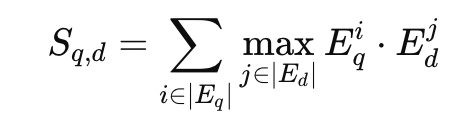 $S_{q,d} = \sum_{i \in |E_q|} \max_{j \in |E_d|} E_q^i \cdot E_d^j$